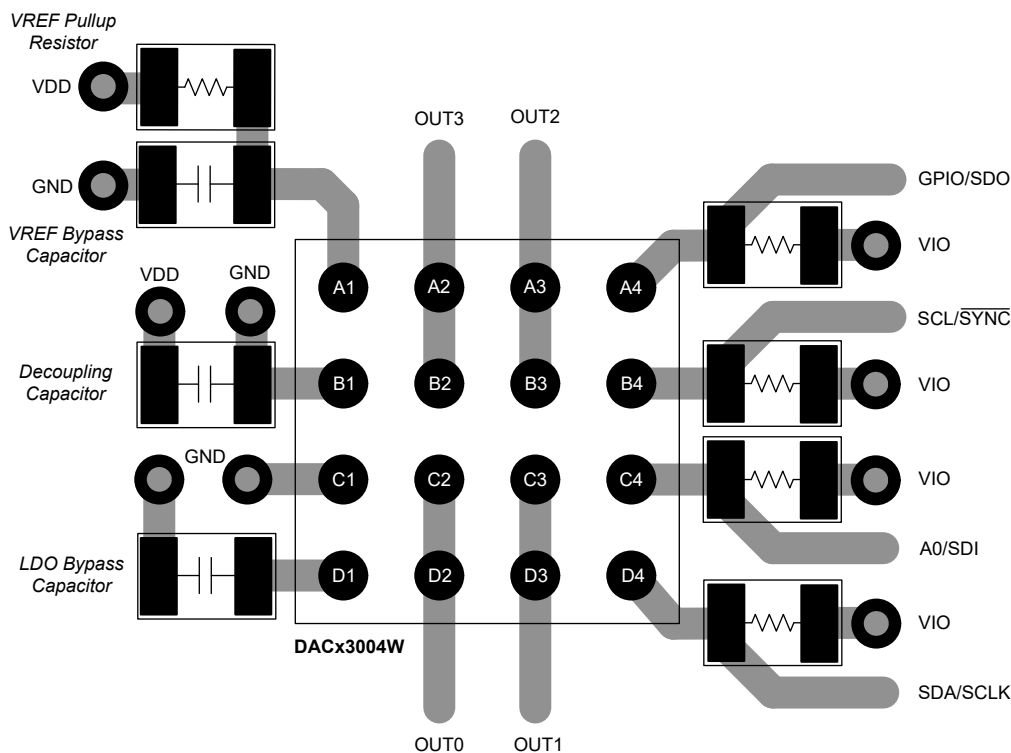 VREF Pullup
Resistor
VDD
GND
VREF Bypass
Capacitor
OUT3
OUT2
GPIO/SDO
VIO
VDD
GND
SCL/SYNC
A1
A2
A3
A4
Decoupling
Capacitor
B1
B2
B3
B4
VIO
GND
C1
C2
C3
C4
VIO
A0/SDI
LDO Bypass
Capacitor
D1
D2
D3
D4
VIO
DACx3004W
SDA/SCLK
OUT0
OUT1